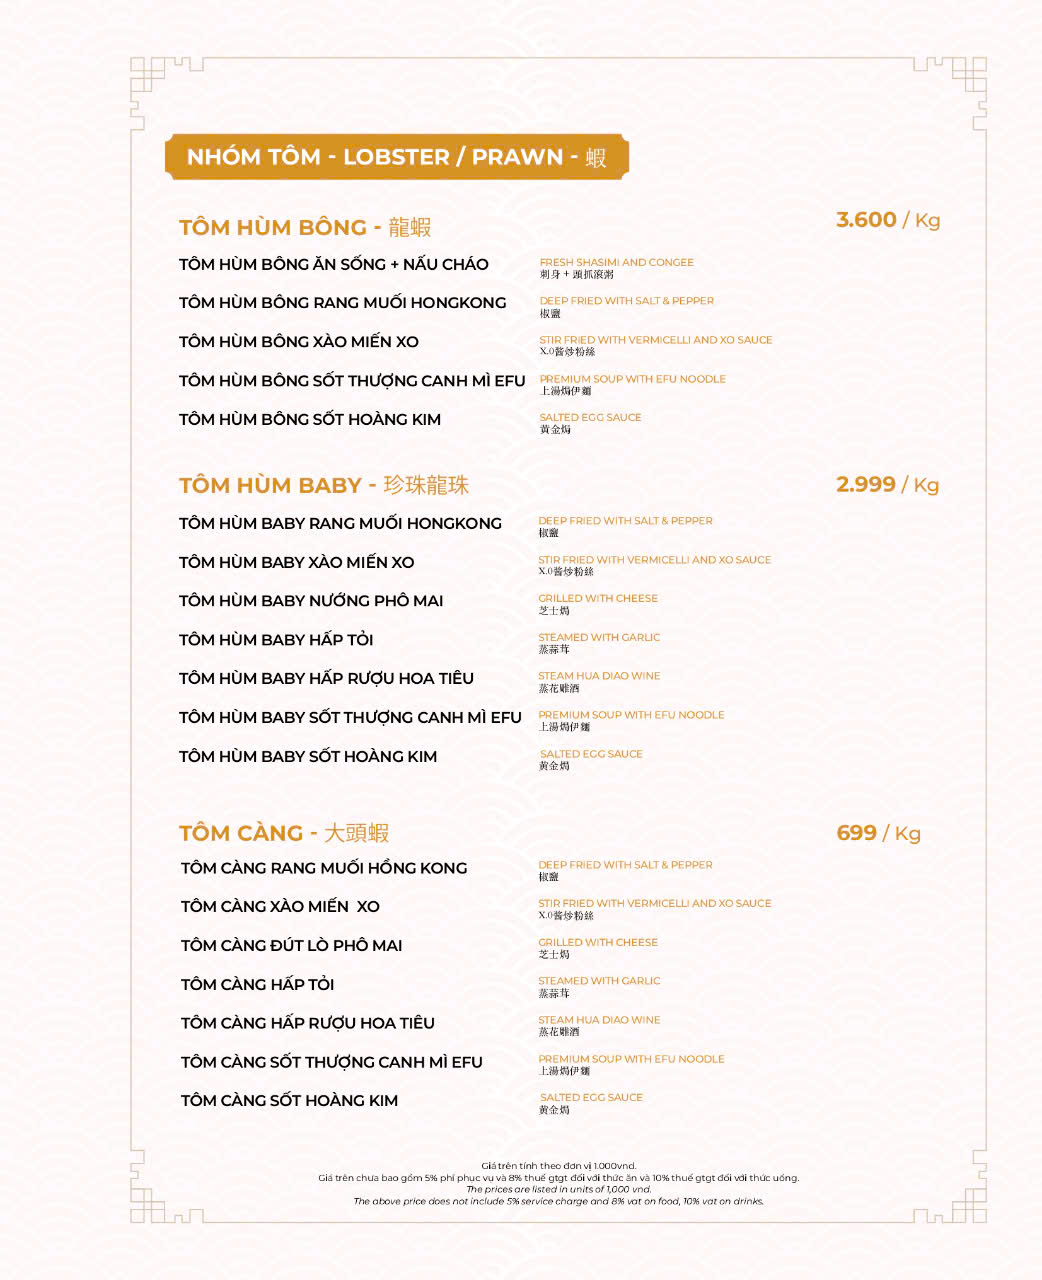 NHÓM TÔM - LOBSTER / PRAWN - 蝦
TÔM HÙM BÔNG - 龍蝦
3.600 / Kg
TÔM HÙM BÔNG ĂN SỐNG + NẤU CHÁO
FRESH SHASIMI AND CONGEE
刺身 + 頭抓滾粥
TÔM HÙM BÔNG RANG MUỐI HONGKONG
DEEP FRIED WITH SALT & PEPPER
椒鹽
TÔM HÙM BÔNG XÀO MIẾN XO
STIR FRIED WITH VERMICELLI AND XO SAUCE
X.O醬炒粉絲
TÔM HÙM BÔNG SỐT THƯỢNG CANH MÌ EFU
PREMIUM SOUP WITH EFU NOODLE
上湯焗伊麵
TÔM HÙM BÔNG SỐT HOÀNG KIM
SALTED EGG SAUCE
黃金焗
TÔM HÙM BABY - 珍珠龍珠
2.999 / Kg
TÔM HÙM BABY RANG MUỐI HONGKONG
DEEP FRIED WITH SALT & PEPPER
椒鹽
TÔM HÙM BABY XÀO MIẾN XO
STIR FRIED WITH VERMICELLI AND XO SAUCE
X.O醬炒粉絲
TÔM HÙM BABY NƯỚNG PHÔ MAI
GRILLED WITH CHEESE
芝士焗
TÔM HÙM BABY HẤP TỎI
STEAMED WITH GARLIC
蒸蒜茸
TÔM HÙM BABY HẤP RƯỢU HOA TIÊU
STEAM HUA DIAO WINE
蒸花雕酒
TÔM HÙM BABY SỐT THƯỢNG CANH MÌ EFU
PREMIUM SOUP WITH EFU NOODLE
上湯焗伊麵
TÔM HÙM BABY SỐT HOÀNG KIM
SALTED EGG SAUCE
黃金焗
TÔM CÀNG - 大頭蝦
699 / Kg
TÔM CÀNG RANG MUỐI HỒNG KONG
DEEP FRIED WITH SALT & PEPPER
椒鹽
TÔM CÀNG XÀO MIẾN XO
STIR FRIED WITH VERMICELLI AND XO SAUCE
X.O醬炒粉絲
TÔM CÀNG ĐÚT LÒ PHÔ MAI
GRILLED WITH CHEESE
芝士焗
TÔM CÀNG HẤP TỎI
STEAMED WITH GARLIC
蒸蒜茸
TÔM CÀNG HẤP RƯỢU HOA TIÊU
STEAM HUA DIAO WINE
蒸花雕酒
TÔM CÀNG SỐT THƯỢNG CANH MÌ EFU
PREMIUM SOUP WITH EFU NOODLE
上湯焗伊麵
TÔM CÀNG SỐT HOÀNG KIM
SALTED EGG SAUCE
黃金焗
Giá trên tính theo đơn vị 1.000vnd.
Giá trên chưa bao gồm 5% phí phục vụ và 8% thuế gtgt đối với thức ăn và 10% thuế gtgt đối với thức uống.
The prices are listed in units of 1,000 vnd.
The above price does not include 5% service charge and 8% vat on food, 10% vat on drinks.